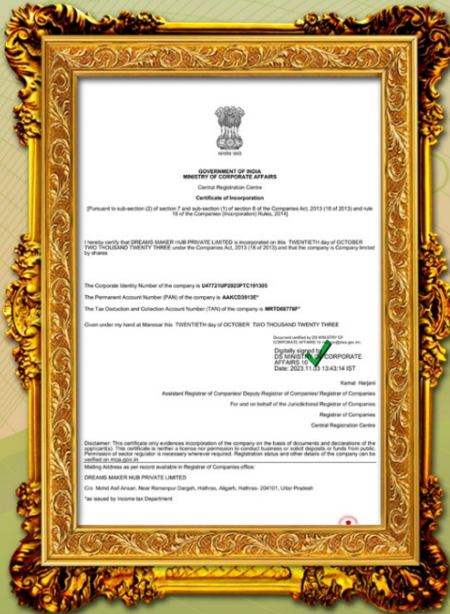 सत्यमेव जयते
GOVERNMENT OF INDIA
MINISTRY OF CORPORATE AFFAIRS
Central Registration Centre
Certificate of Incorporation
[Pursuant to sub-section (2) of section 7 and sub-section (1) of section 8 of the Companies Act, 2013 (18 of 2013) and rule
18 of the Companies (Incorporation) Rules, 2014]
I hereby certify that DREAMS MAKER HUB PRIVATE LIMITED is incorporated on this TWENTIETH day of OCTOBER
TWO THOUSAND TWENTY THREE under the Companies Act, 2013 (18 of 2013) and that the company is Company limited
by shares
The Corporate Identity Number of the company is U47721UP2023PTC191305
The Permanent Account Number (PAN) of the company is AAKCD3913E*
The Tax Deduction and Collection Account Number (TAN) of the company is MRTD08776F*
Given under my hand at Manesar this TWENTIETH day of OCTOBER TWO THOUSAND TWENTY THREE
Document certified by DS MINISTRY OF
CORPORATE AFFAIRS 10
Digitally signed by
DS MINISTRY OF CORPORATE
AFFAIRS 10
Date: 2023.11.03 13:43:14 IST
Kamal Harjani
Assistant Registrar of Companies/ Deputy Registrar of Companies/ Registrar of Companies
For and on behalf of the Jurisdictional Registrar of Companies
Registrar of Companies
Central Registration Centre
Disclaimer: This certificate only evidences incorporation of the company on the basis of documents and declarations of the
applicant(s). This certificate is neither a license nor permission to conduct business or solicit deposits or funds from public.
Permission of sector regulator is necessary wherever required. Registration status and other details of the company can be
verified on mca.gov.in
Mailing Address as per record available in Registrar of Companies office:
DREAMS MAKER HUB PRIVATE LIMITED
C/o Mohd Asif Ansari, Near Ramanpur Dargah, Hathras, Aligarh, Hathras- 204101, Uttar Pradesh
*as issued by Income tax Department